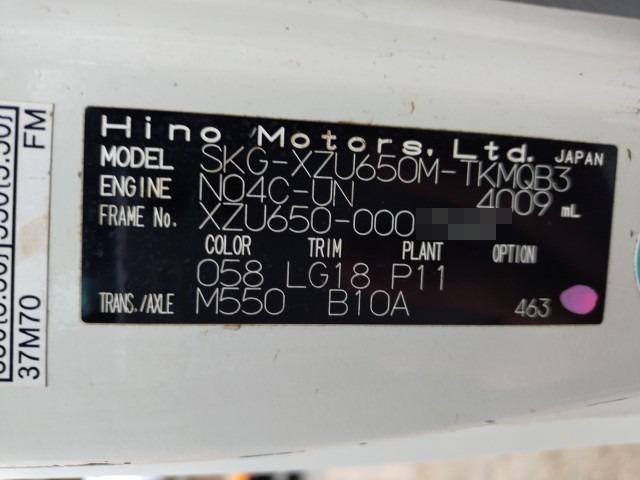 Hino Motors, Ltd. JAPAN
MODEL SKG-XZU650M-TKMQB3
ENGINE N04C-UN 4009 mL
FRAME No. XZU650-000
COLOR TRIM PLANT OPTION
058 LG18 P11
TRANS./AXLE M550 B10A 463
37M70 FM